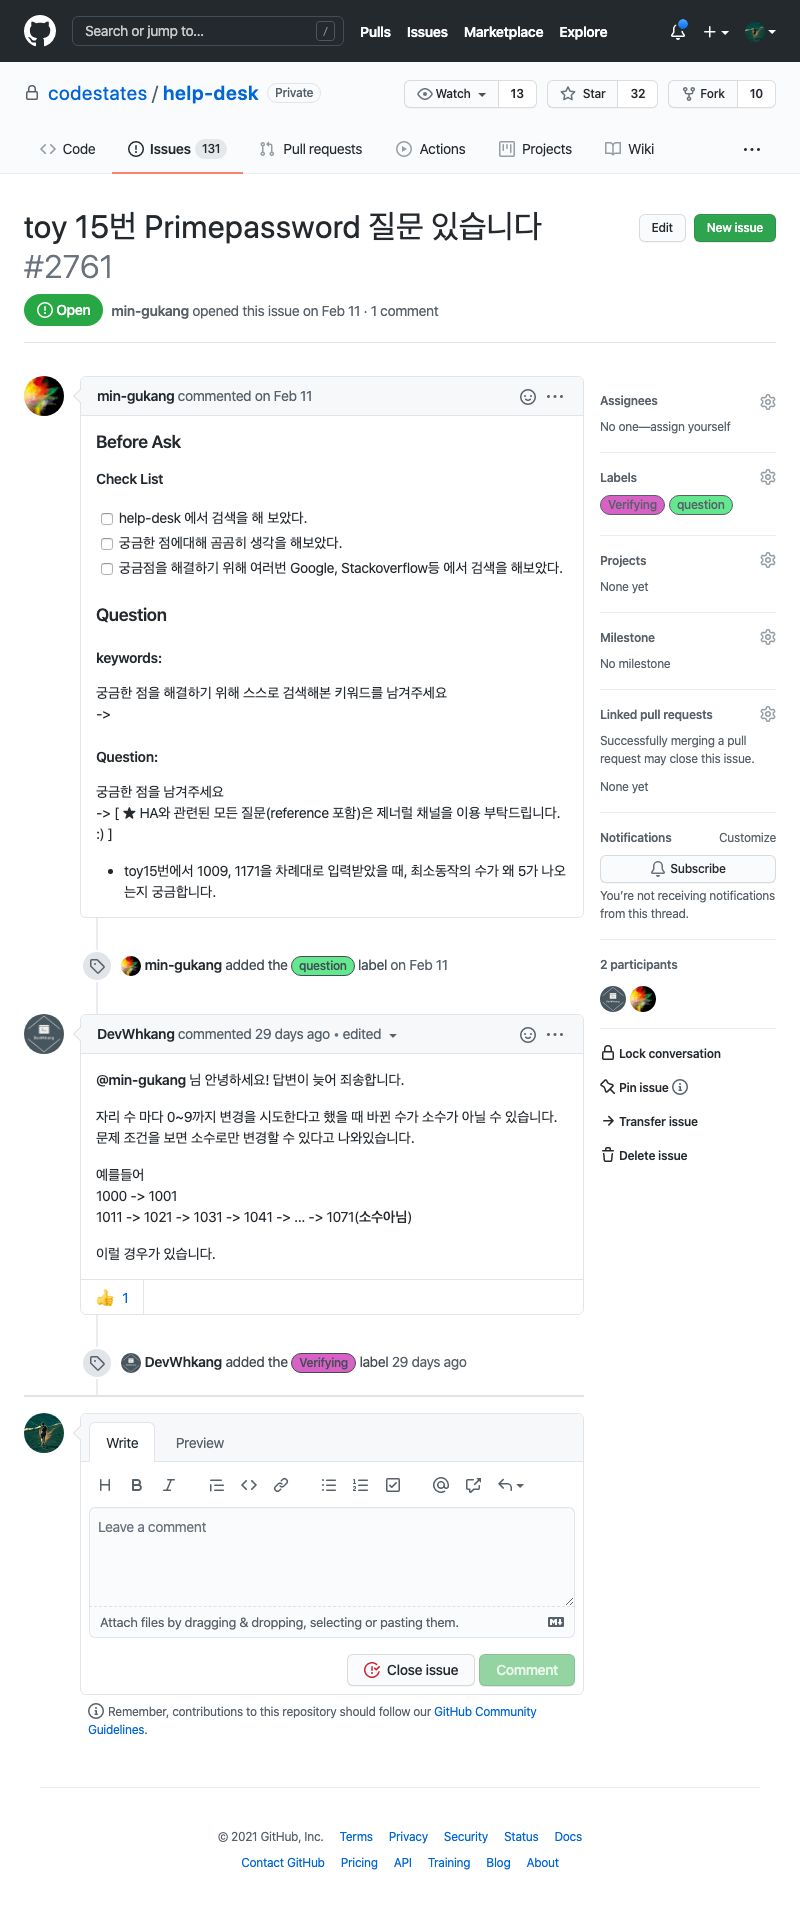 Search or jump to... /
Pulls Issues Marketplace Explore
codestates / help-desk Private
Watch 13 Star 32 Fork 10
Code Issues 131 Pull requests Actions Projects Wiki ...
toy 15번 Primepassword 질문 있습니다
#2761
Edit New issue
Open min-gukang opened this issue on Feb 11 · 1 comment
min-gukang commented on Feb 11
Before Ask
Check List
help-desk 에서 검색을 해 보았다.
궁금한 점에대해 곰곰히 생각을 해보았다.
궁금점을 해결하기 위해 여러번 Google, Stackoverflow등 에서 검색을 해보았다.
Question
keywords:
궁금한 점을 해결하기 위해 스스로 검색해본 키워드를 남겨주세요
->
Question:
궁금한 점을 남겨주세요
-> [ ★ HA와 관련된 모든 질문(reference 포함)은 제너럴 채널을 이용 부탁드립니다.
:) ]
• toy15번에서 1009, 1171을 차례대로 입력받았을 때, 최소동작의 수가 왜 5가 나오
는지 궁금합니다.
min-gukang added the question label on Feb 11
DevWhkang commented 29 days ago • edited
@min-gukang 님 안녕하세요! 답변이 늦어 죄송합니다.
자리 수 마다 0~9까지 변경을 시도한다고 했을 때 바뀐 수가 소수가 아닐 수 있습니다.
문제 조건을 보면 소수로만 변경할 수 있다고 나와있습니다.
예를들어
1000 -> 1001
1011 -> 1021 -> 1031 -> 1041 -> ... -> 1071(소수아님)
이럴 경우가 있습니다.
👍 1
DevWhkang added the Verifying label 29 days ago
Write Preview
Leave a comment
Attach files by dragging & dropping, selecting or pasting them.
Close issue Comment
Remember, contributions to this repository should follow our GitHub Community
Guidelines.
Assignees
No one—assign yourself
Labels
Verifying question
Projects
None yet
Milestone
No milestone
Linked pull requests
Successfully merging a pull
request may close this issue.
None yet
Notifications Customize
Subscribe
You're not receiving notifications
from this thread.
2 participants
Lock conversation
Pin issue
Transfer issue
Delete issue
© 2021 GitHub, Inc. Terms Privacy Security Status Docs
Contact GitHub Pricing API Training Blog About